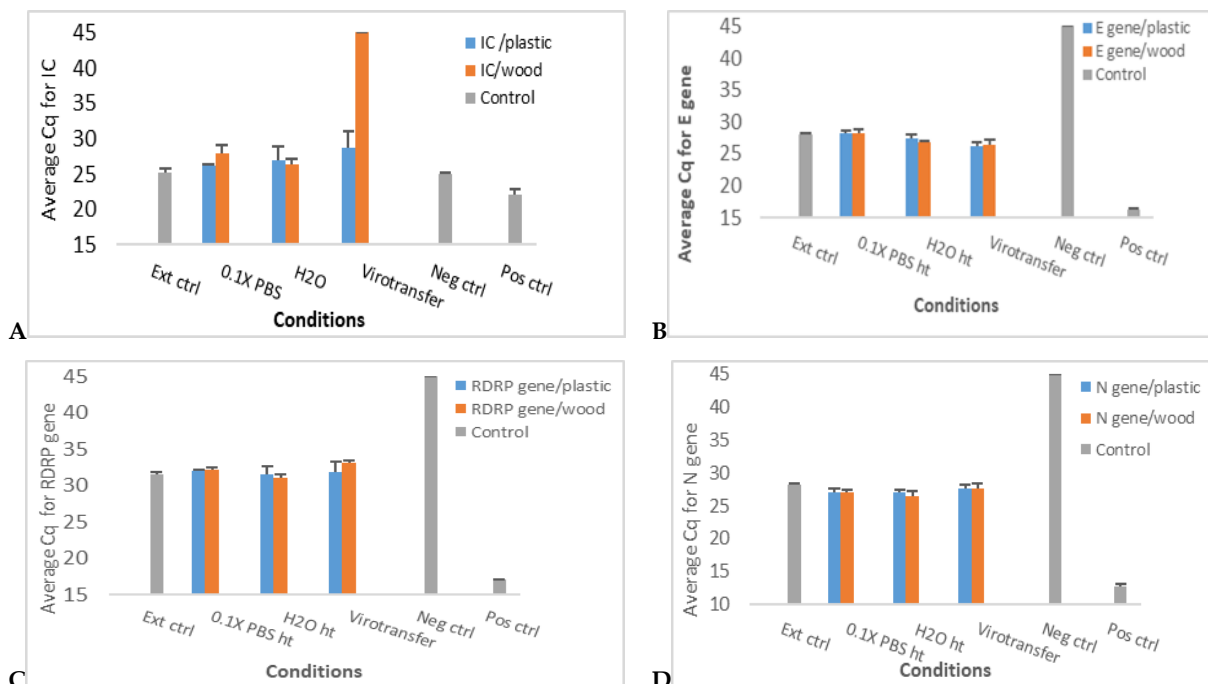 45
40
35
30
25
20
15
Average Cq for IC
IC /plastic
IC/wood
Control
Ext ctrl
0.1X PBS
H2O
Virotransfer
Neg ctrl
Pos ctrl
Conditions
A
45
40
35
30
25
20
15
Average Cq for E gene
E gene/plastic
E gene/wood
Control
Ext ctrl
0.1X PBS ht
H2O ht
Virotransfer
Neg ctrl
Pos ctrl
Conditions
B
45
40
35
30
25
20
15
Average Cq for RDRP gene
RDRP gene/plastic
RDRP gene/wood
Control
Ext ctrl
0.1X PBS ht
H2O ht
Virotransfer
Neg ctrl
Pos ctrl
Conditions
C
45
40
35
30
25
20
15
10
Average Cq for N gene
N gene/plastic
N gene/wood
Control
Ext ctrl
0.1X PBS ht
H2O ht
Virotransfer
Neg ctrl
Pos ctrl
Conditions
D